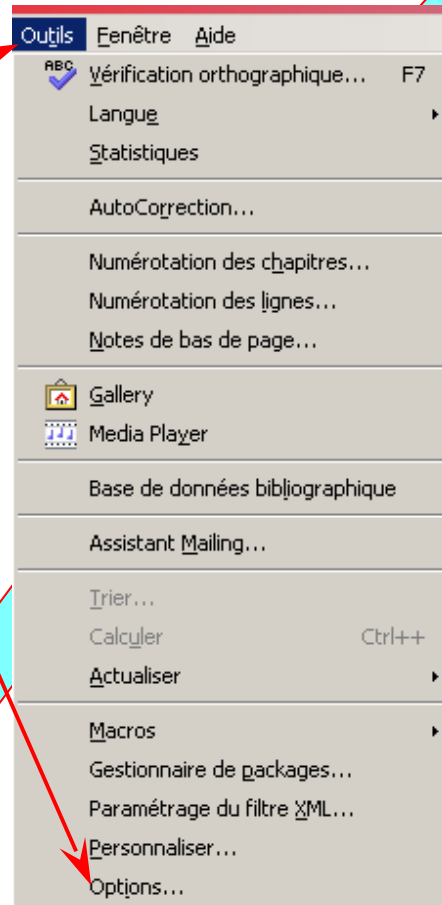 Outils Fenêtre Aide
ABC Vérification orthographique... F7
Langue
Statistiques
AutoCorrection...
Numérotation des chapitres...
Numérotation des lignes...
Notes de bas de page...
Gallery
Media Player
Base de données bibliographique
Assistant Mailing...
Trier...
Calculer Ctrl++
Actualiser
Macros
Gestionnaire de packages...
Paramétrage du filtre XML...
Personnaliser...
Options...